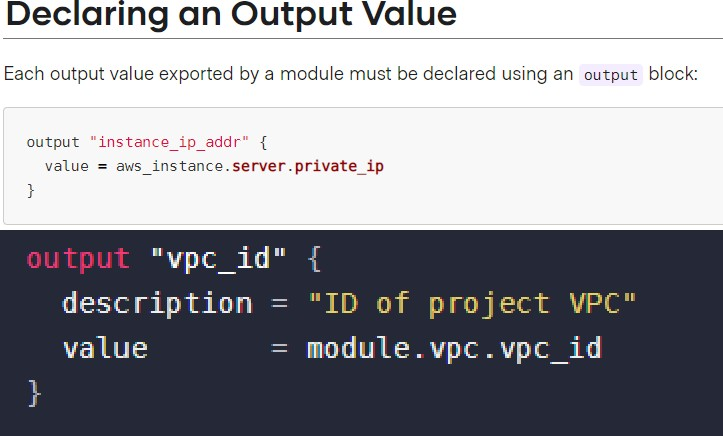 Declaring an Output Value
Each output value exported by a module must be declared using an output block:
output "instance_ip_addr" {
  value = aws_instance.server.private_ip
}
output "vpc_id" {
  description = "ID of project VPC"
  value       = module.vpc.vpc_id
}